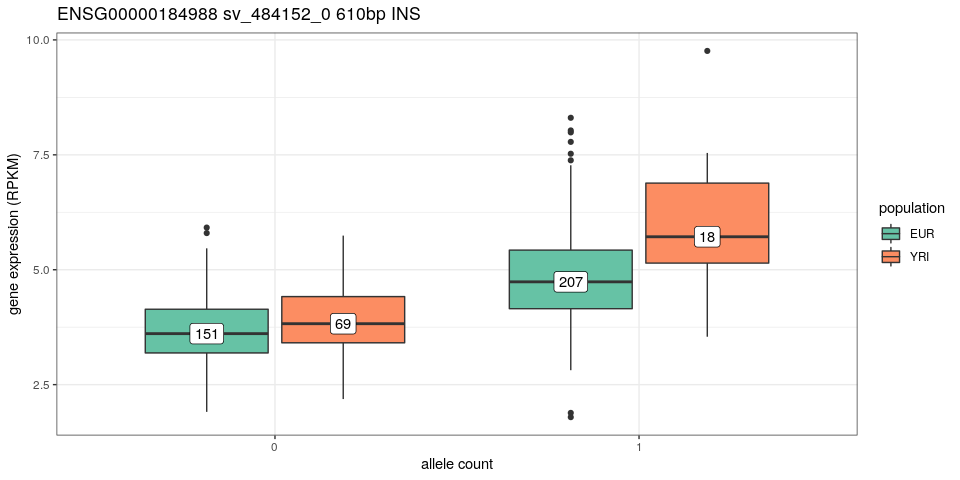 ENSG00000184988 sv_484152_0 610bp INS
10.0
7.5
5.0
2.5
gene expression (RPKM)
151
69
207
18
0
1
allele count
population
EUR
YRI